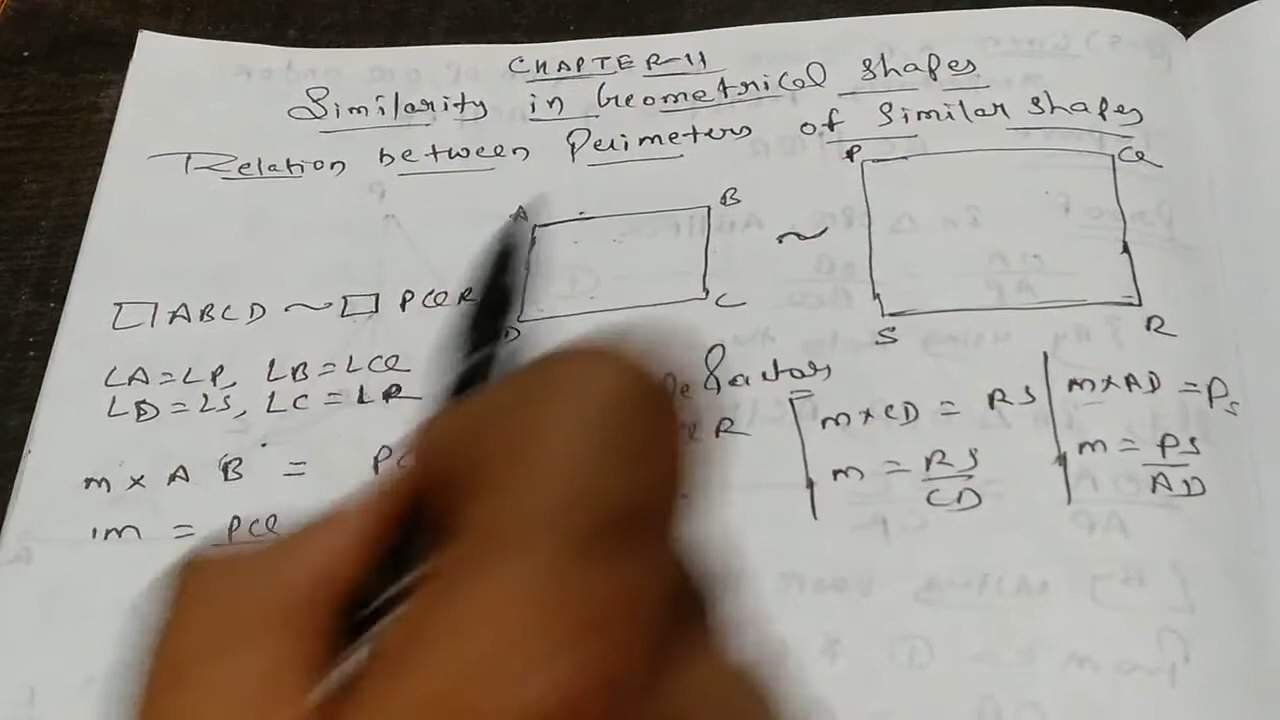 CHAPTER-11
Similarity in Geometrical shapes
Relation between Perimeters of Similar shapes
P Q
A B
~
□ ABCD ~ □ PQR
D C
S R
∠A=∠P, ∠B=∠Q
∠D=∠S, ∠C=∠R
factor
m × AB =
m × CD = RS
m × AD = PS
m = PQ
m = RS/CD
m = PS/AD